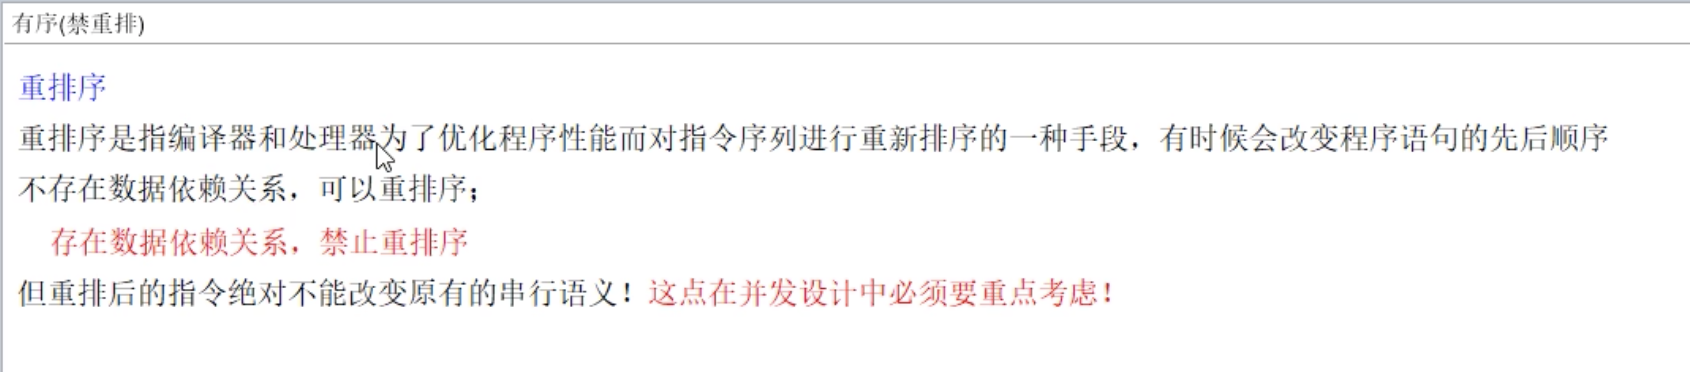 有序(禁重排)
重排序
重排序是指编译器和处理器为了优化程序性能而对指令序列进行重新排序的一种手段，有时候会改变程序语句的先后顺序
不存在数据依赖关系，可以重排序；
存在数据依赖关系，禁止重排序
但重排后的指令绝对不能改变原有的串行语义！这点在并发设计中必须要重点考虑！